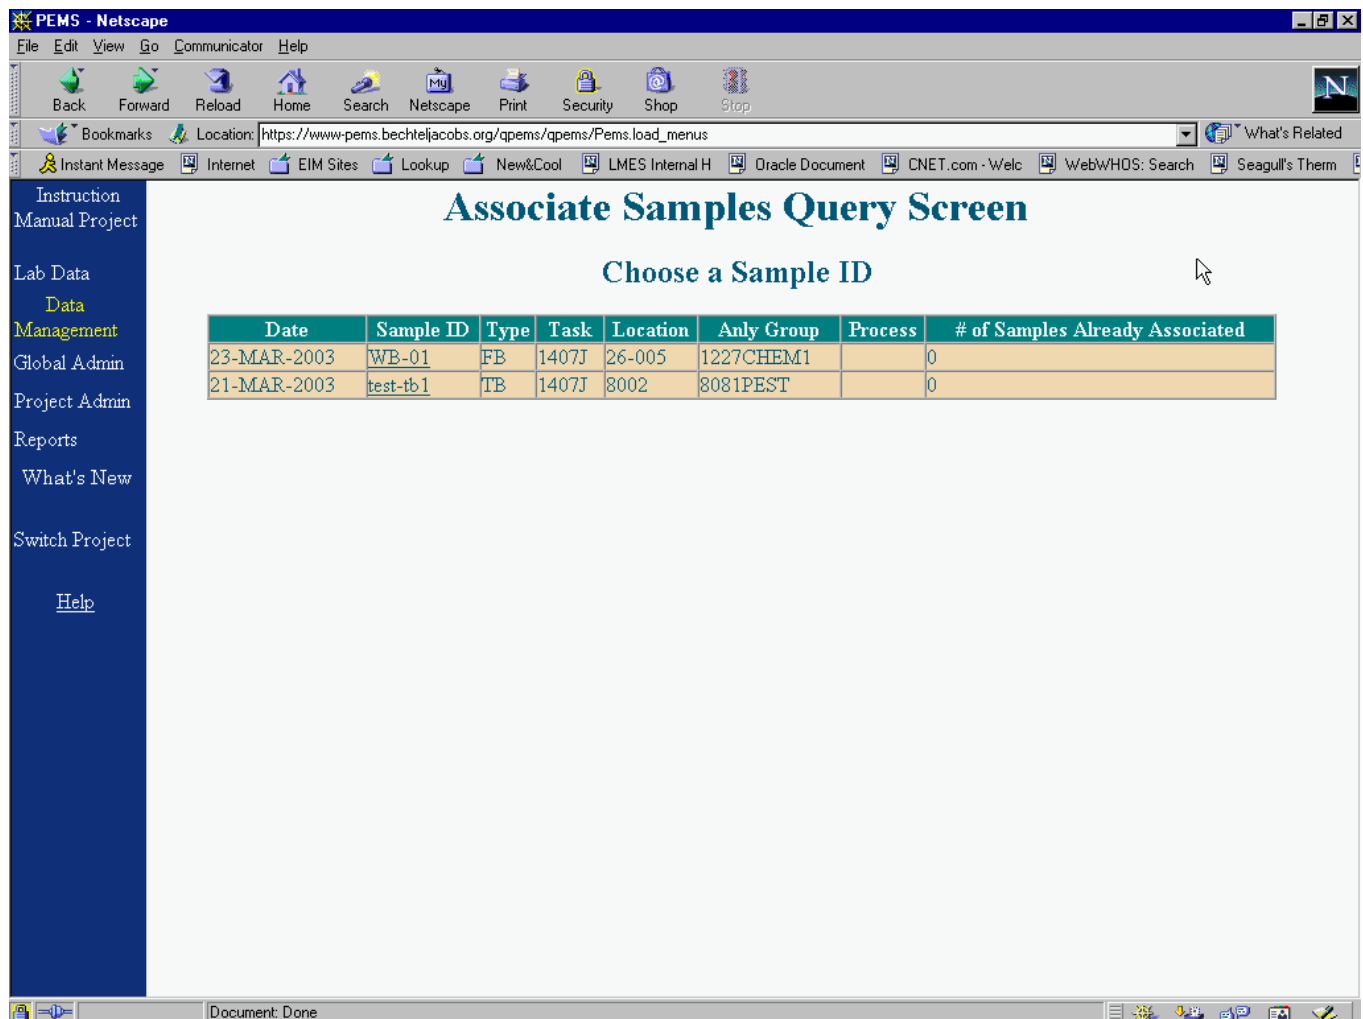 PEMS - Netscape
File Edit View Go Communicator Help
Back Forward Reload Home Search Netscape Print Security Shop Stop
My
N
Bookmarks Location: https://www-pems.bechteljacobs.org/qpems/qpems/Pems.load_menus What's Related
Instant Message Internet EIM Sites Lookup New&Cool LMES Internal H Oracle Document CNET.com - Welc WebWHOS: Search Seagull's Therm
Instruction
Manual Project
Lab Data
Data
Management
Global Admin
Project Admin
Reports
What's New
Switch Project
Help
Associate Samples Query Screen
Choose a Sample ID
Date Sample ID Type Task Location Anly Group Process # of Samples Already Associated
23-MAR-2003 WB-01 FB 1407J 26-005 1227CHEM1 0
21-MAR-2003 test-tb1 TB 1407J 8002 8081PEST 0
Document: Done